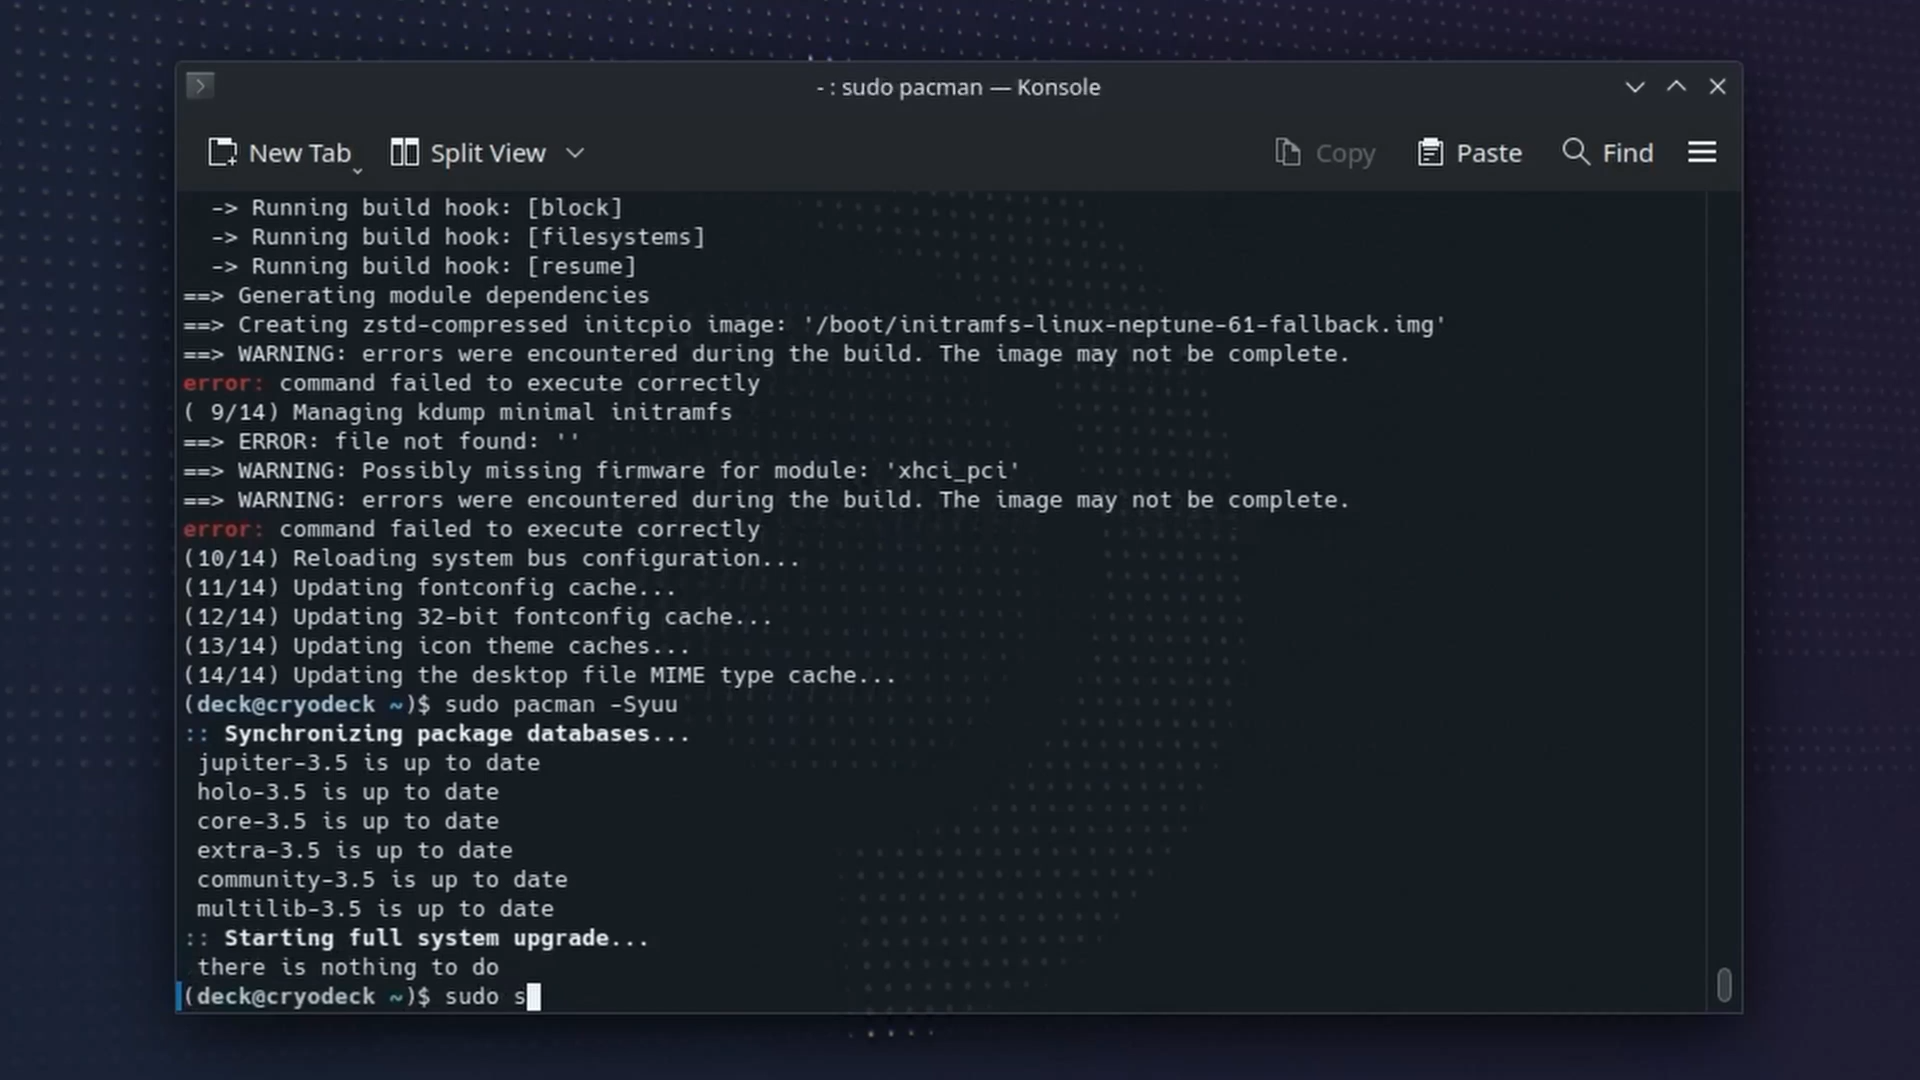 - : sudo pacman — Konsole
New Tab
Split View
Copy
Paste
Find
-> Running build hook: [block]
-> Running build hook: [filesystems]
-> Running build hook: [resume]
==> Generating module dependencies
==> Creating zstd-compressed initcpio image: '/boot/initramfs-linux-neptune-61-fallback.img'
==> WARNING: errors were encountered during the build. The image may not be complete.
error: command failed to execute correctly
( 9/14) Managing kdump minimal initramfs
==> ERROR: file not found: ''
==> WARNING: Possibly missing firmware for module: 'xhci_pci'
==> WARNING: errors were encountered during the build. The image may not be complete.
error: command failed to execute correctly
(10/14) Reloading system bus configuration...
(11/14) Updating fontconfig cache...
(12/14) Updating 32-bit fontconfig cache...
(13/14) Updating icon theme caches...
(14/14) Updating the desktop file MIME type cache...
(deck@cryodeck ~)$ sudo pacman -Syuu
:: Synchronizing package databases...
jupiter-3.5 is up to date
holo-3.5 is up to date
core-3.5 is up to date
extra-3.5 is up to date
community-3.5 is up to date
multilib-3.5 is up to date
:: Starting full system upgrade...
there is nothing to do
(deck@cryodeck ~)$ sudo s